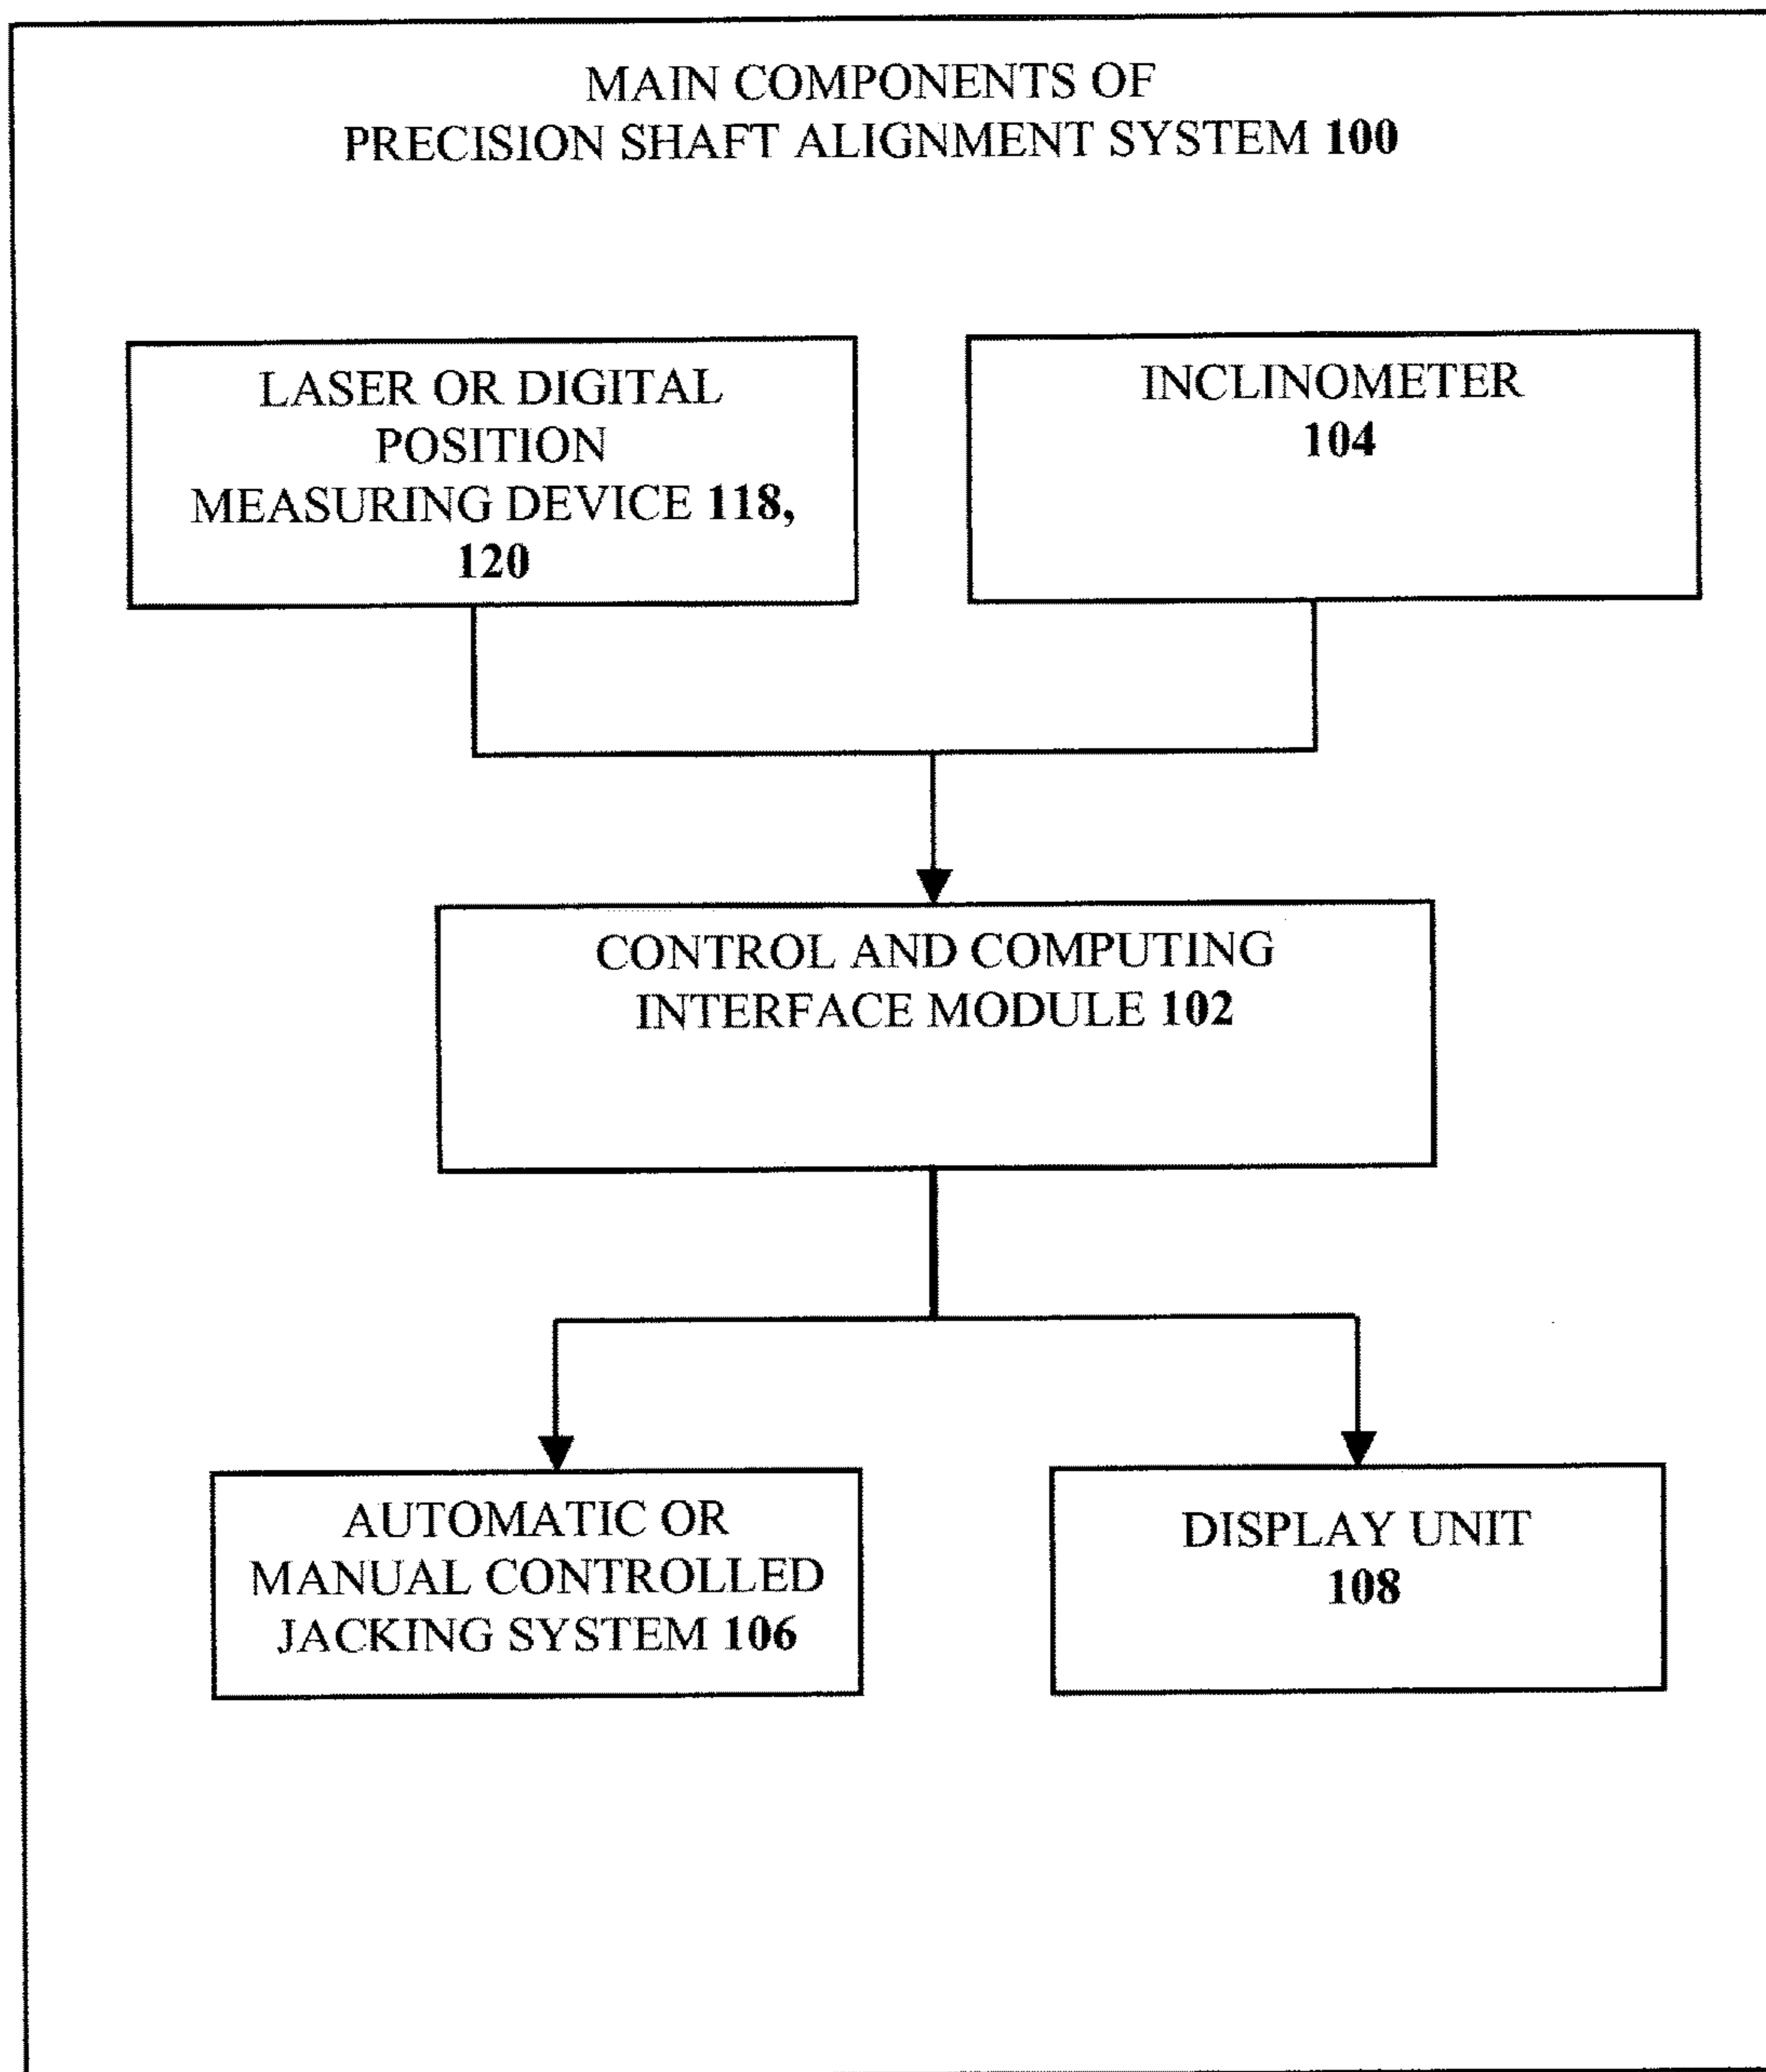 MAIN COMPONENTS OF
PRECISION SHAFT ALIGNMENT SYSTEM 100
LASER OR DIGITAL
POSITION
MEASURING DEVICE 118,
120
INCLINOMETER
104
CONTROL AND COMPUTING
INTERFACE MODULE 102
AUTOMATIC OR
MANUAL CONTROLLED
JACKING SYSTEM 106
DISPLAY UNIT
108